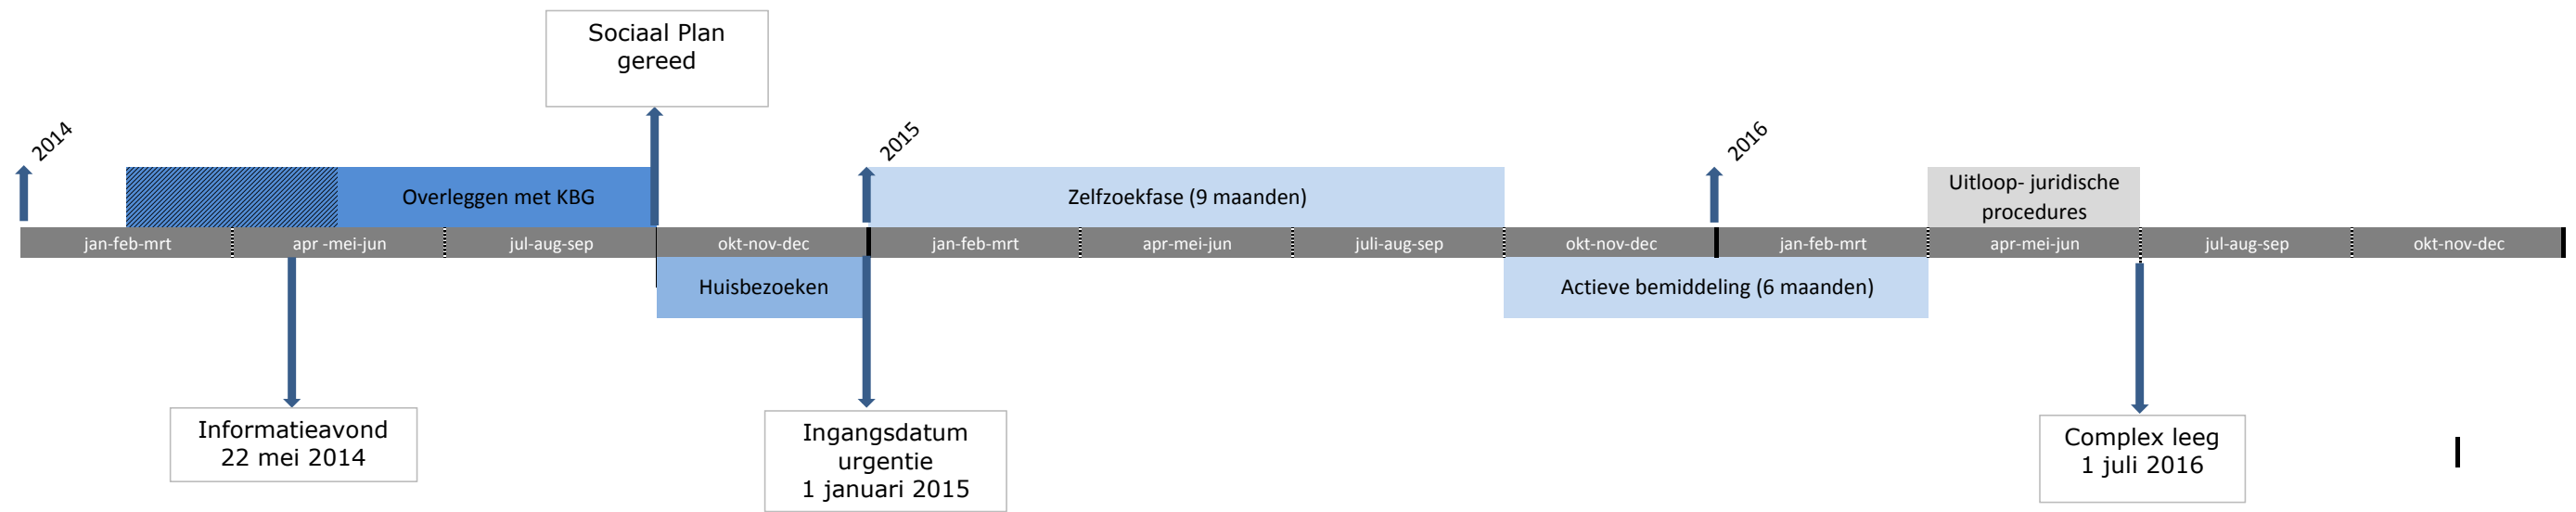 Sociaal Plan
gereed
2014
2015
2016
Overleggen met KBG
Zelfzoekfase (9 maanden)
Uitloop- juridische
procedures
jan-feb-mrt
apr -mei-jun
jul-aug-sep
okt-nov-dec
jan-feb-mrt
apr-mei-jun
juli-aug-sep
okt-nov-dec
jan-feb-mrt
apr-mei-jun
jul-aug-sep
okt-nov-dec
Huisbezoeken
Actieve bemiddeling (6 maanden)
Informatieavond
22 mei 2014
Ingangsdatum
urgentie
1 januari 2015
Complex leeg
1 juli 2016